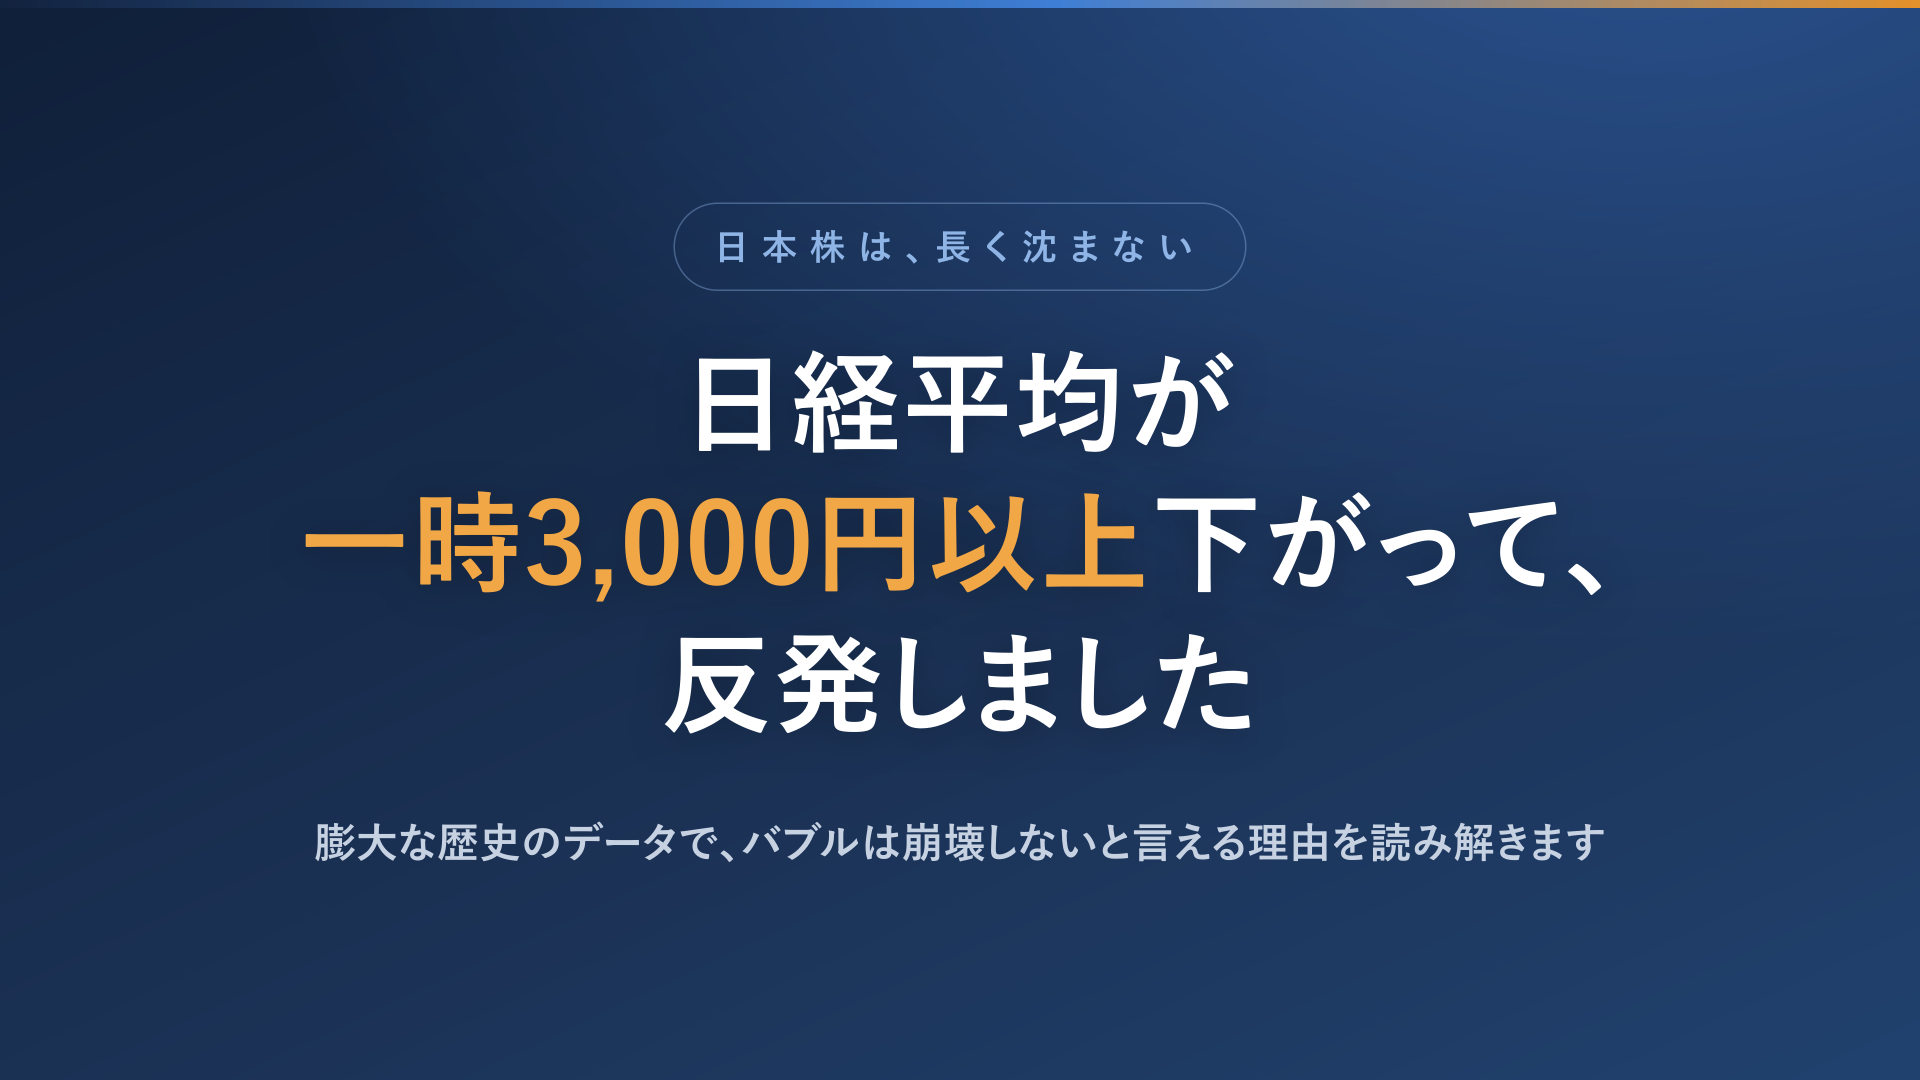 日本株は、長く沈まない
日経平均が
一時3,000円以上下がって、
反発しました
膨大な歴史のデータで、バブルは崩壊しないと言える理由を読み解きます